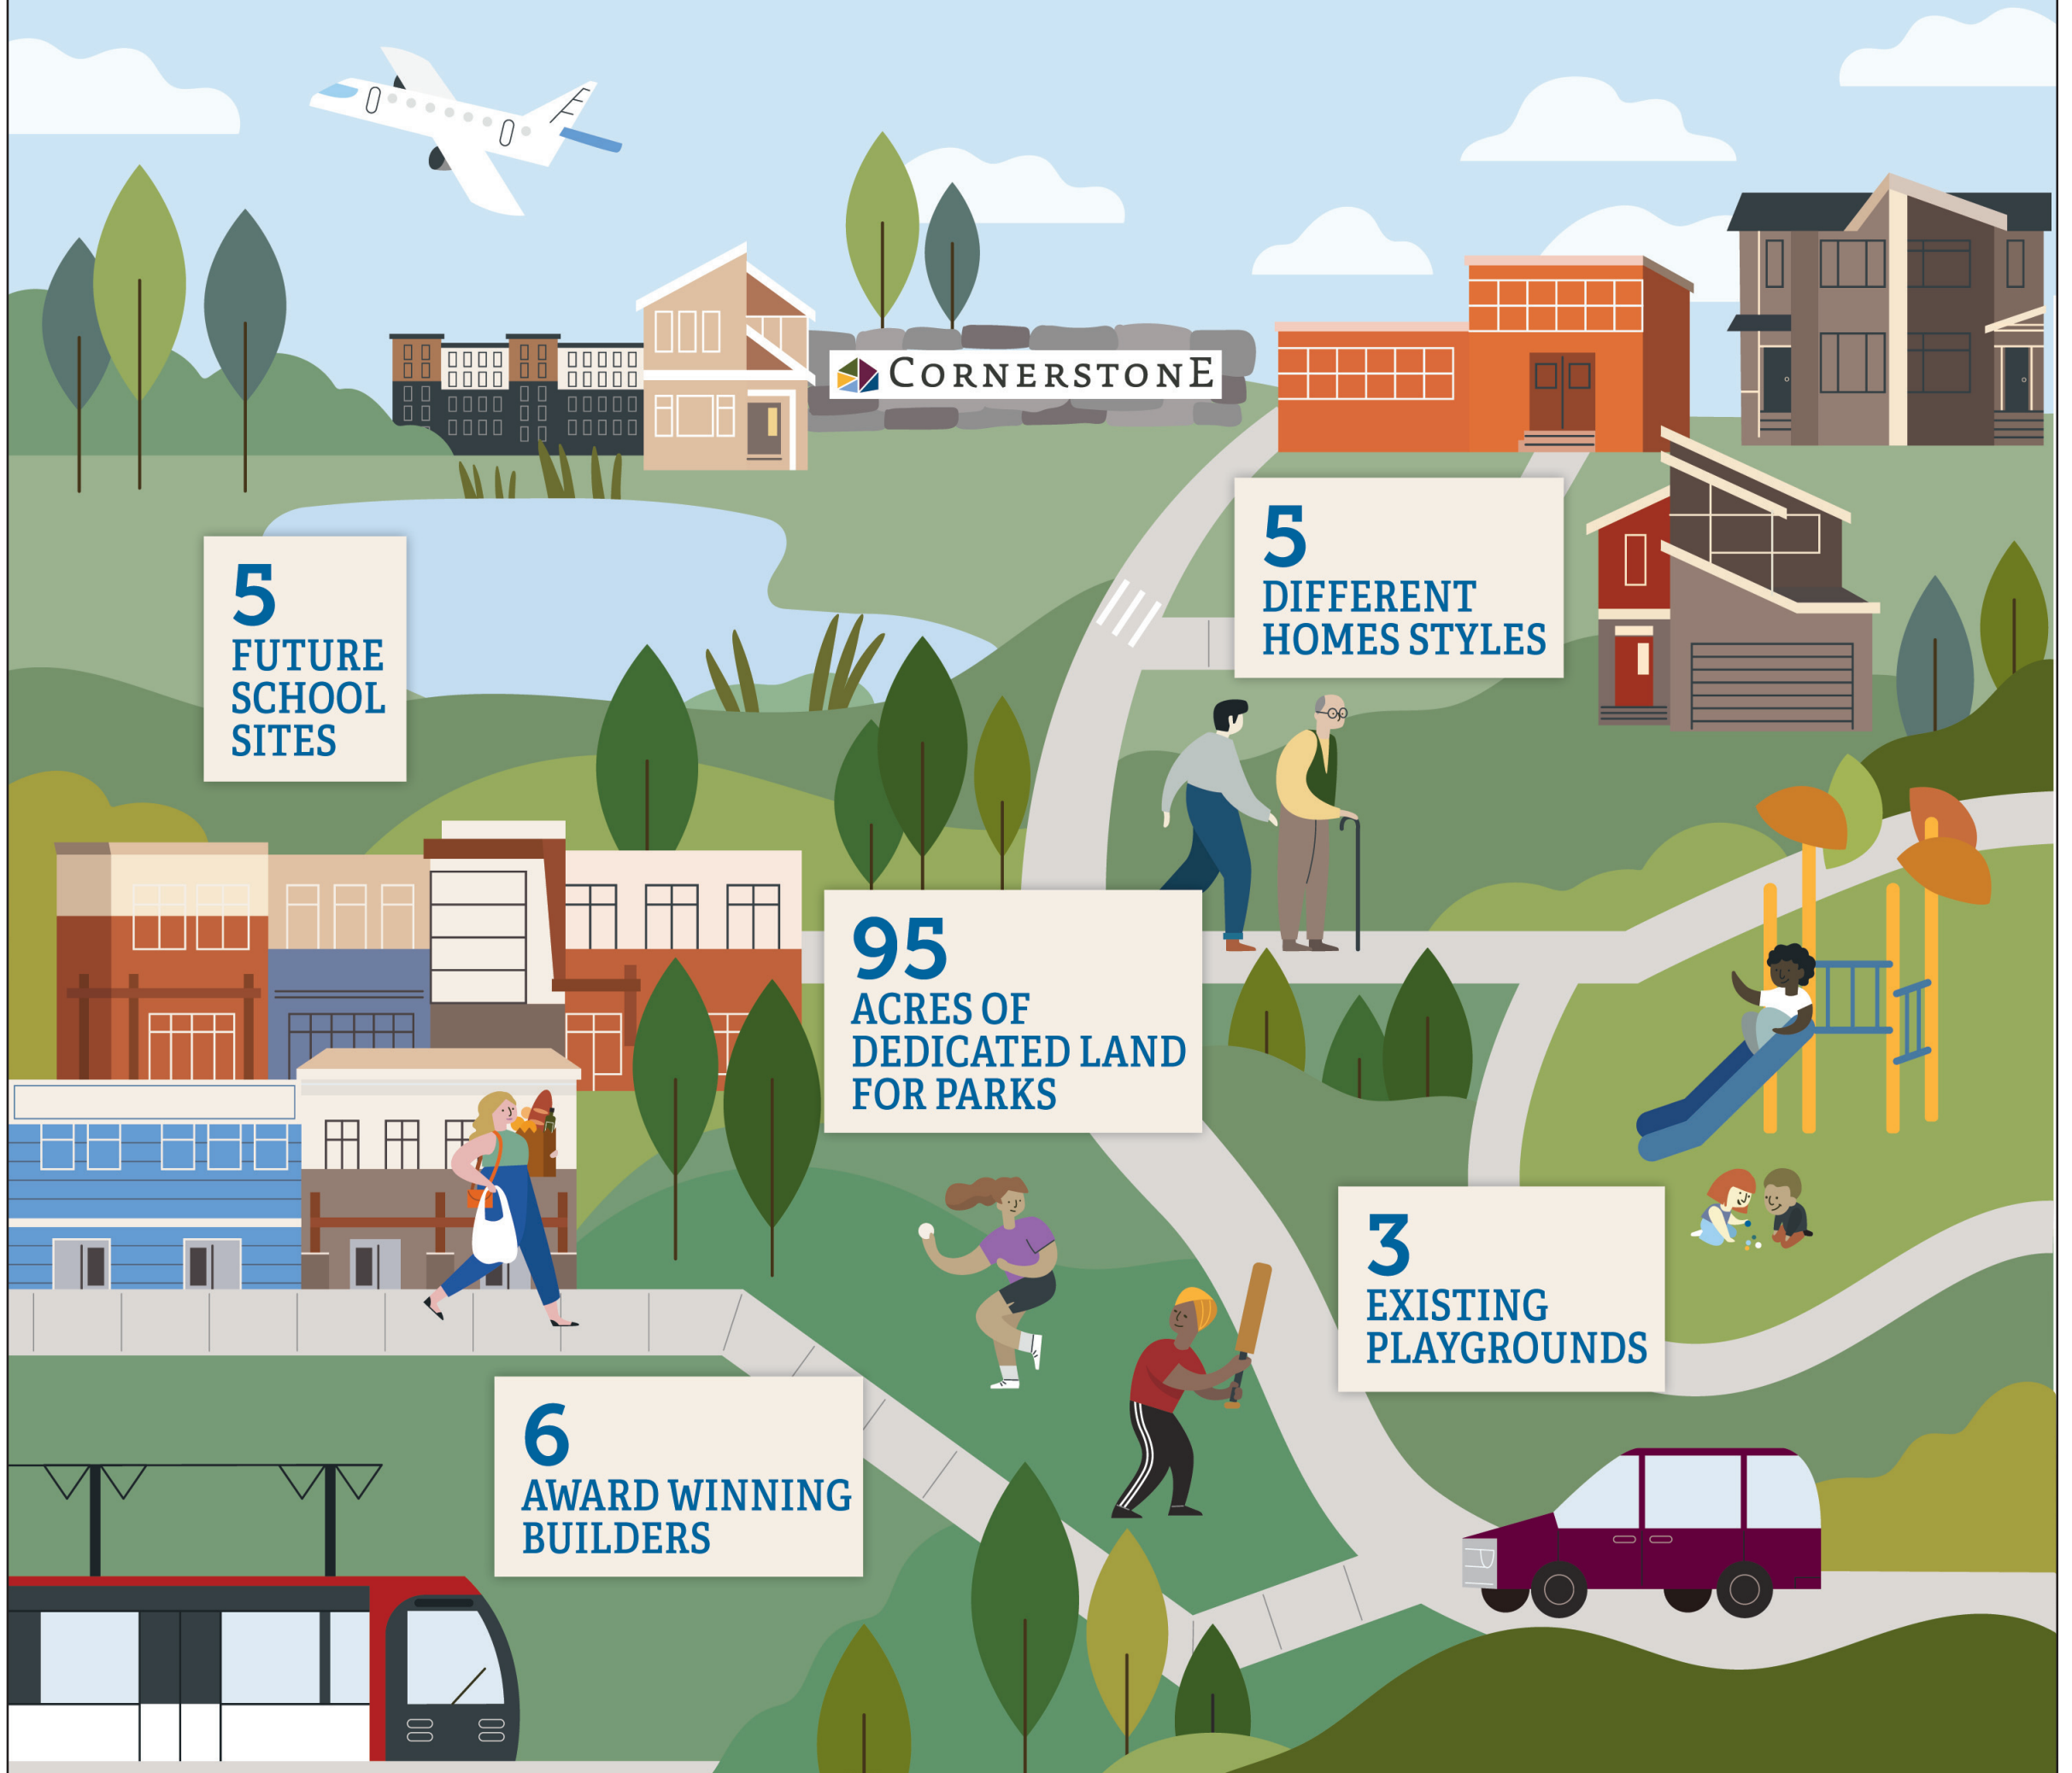 CORNERSTONE
5
DIFFERENT
HOMES STYLES
5
FUTURE
SCHOOL
SITES
95
ACRES OF
DEDICATED LAND
FOR PARKS
3
EXISTING
PLAYGROUNDS
6
AWARD WINNING
BUILDERS